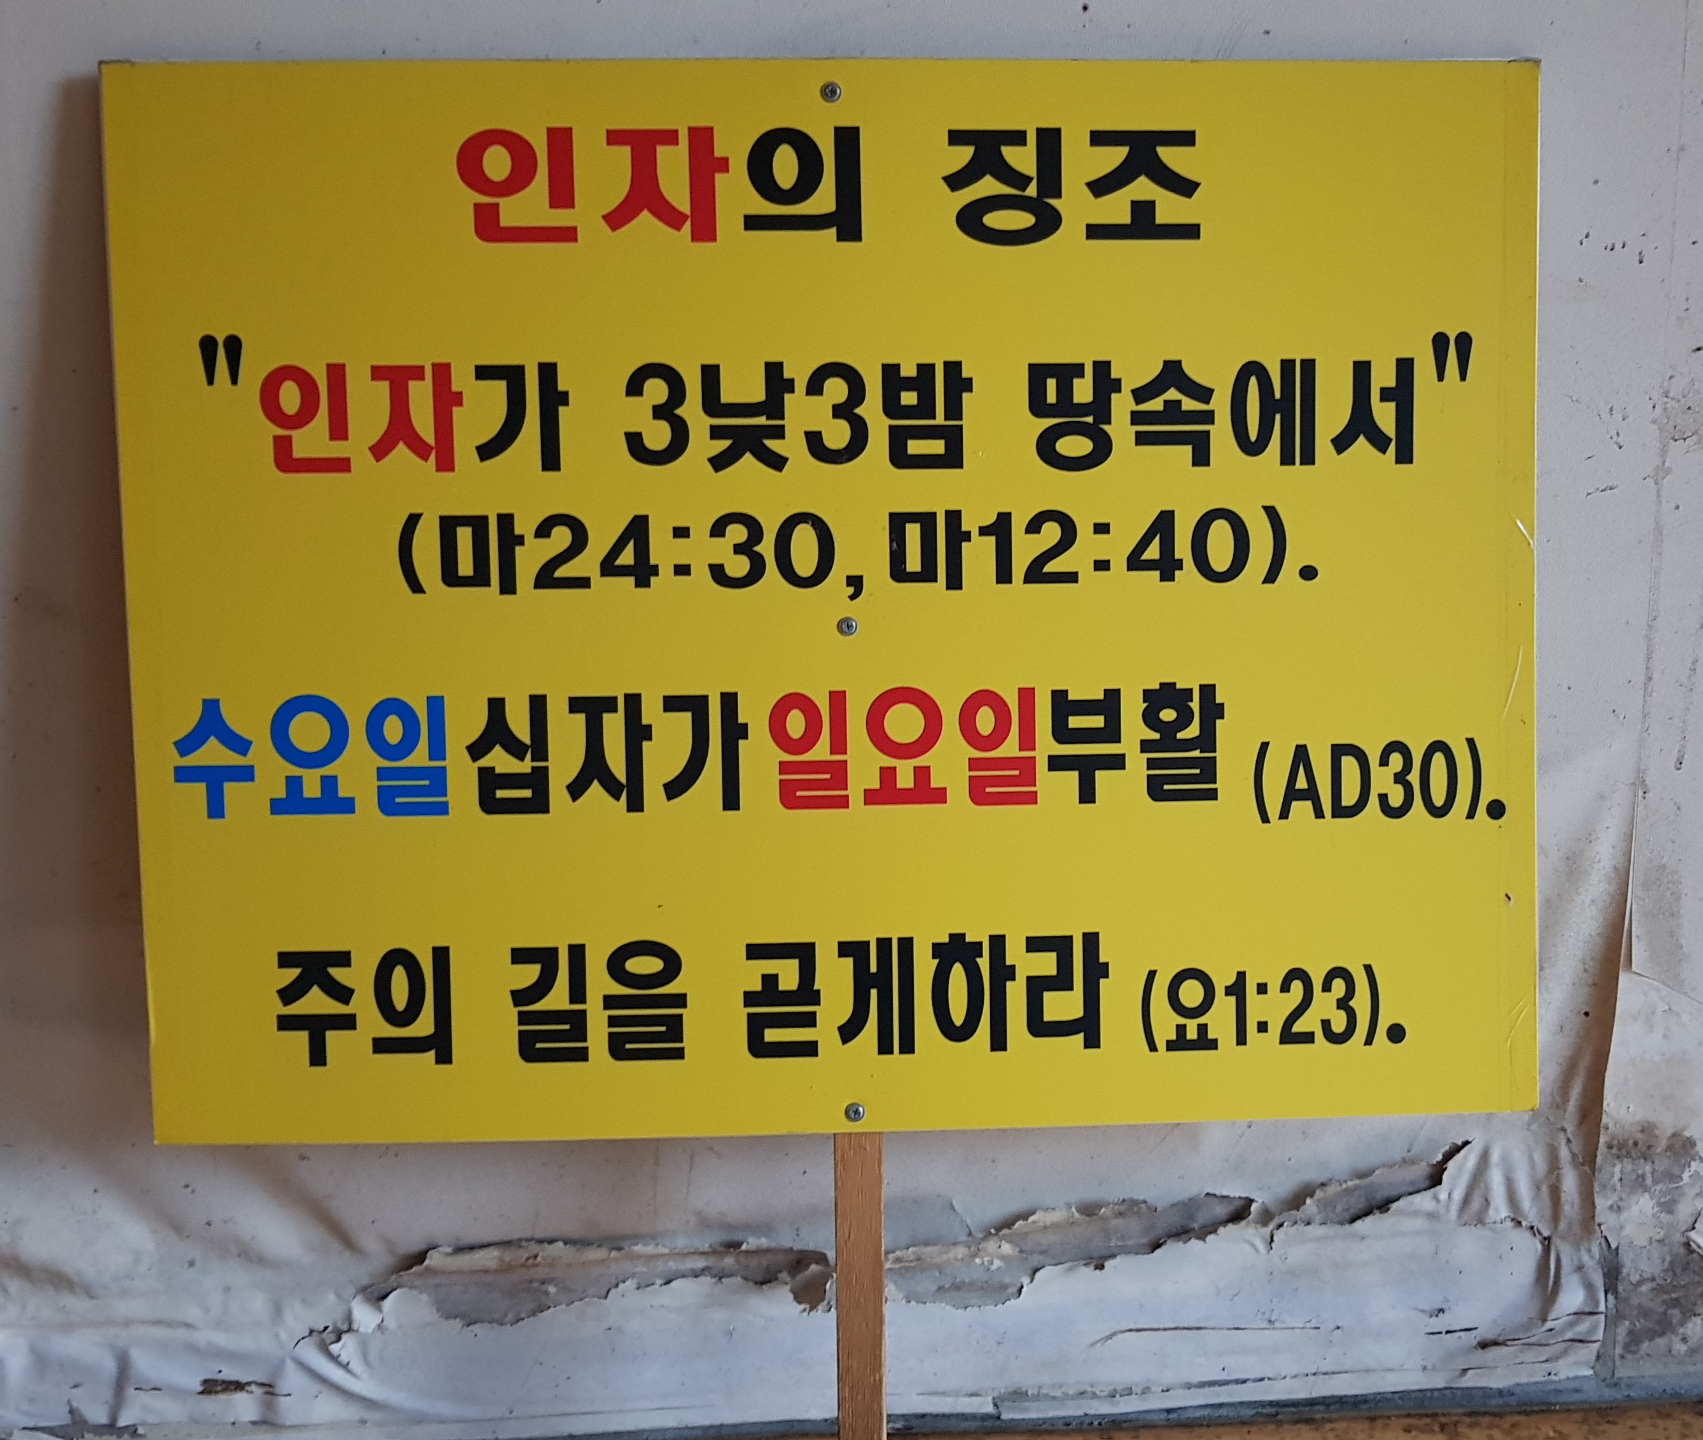 인자의 징조
"인자가 3낮3밤 땅속에서"
(마24:30, 마12:40).
수요일십자가일요일부활 (AD30).
주의 길을 곧게하라 (요1:23).